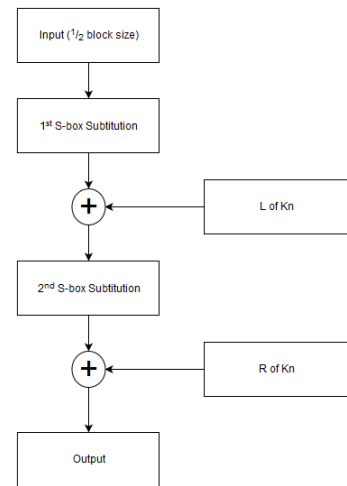 Input (1/2 block size)
1st S-box Subtitution
L of Kn
2nd S-box Subtitution
R of Kn
Output